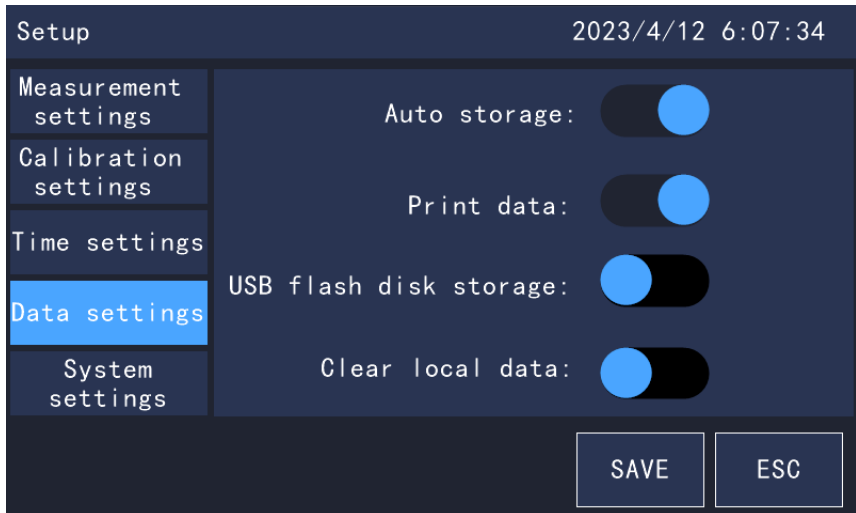 Setup
2023/4/12 6:07:34
Measurement
settings
Calibration
settings
Time settings
Data settings
System
settings
Auto storage:
Print data:
USB flash disk storage:
Clear local data:
SAVE
ESC